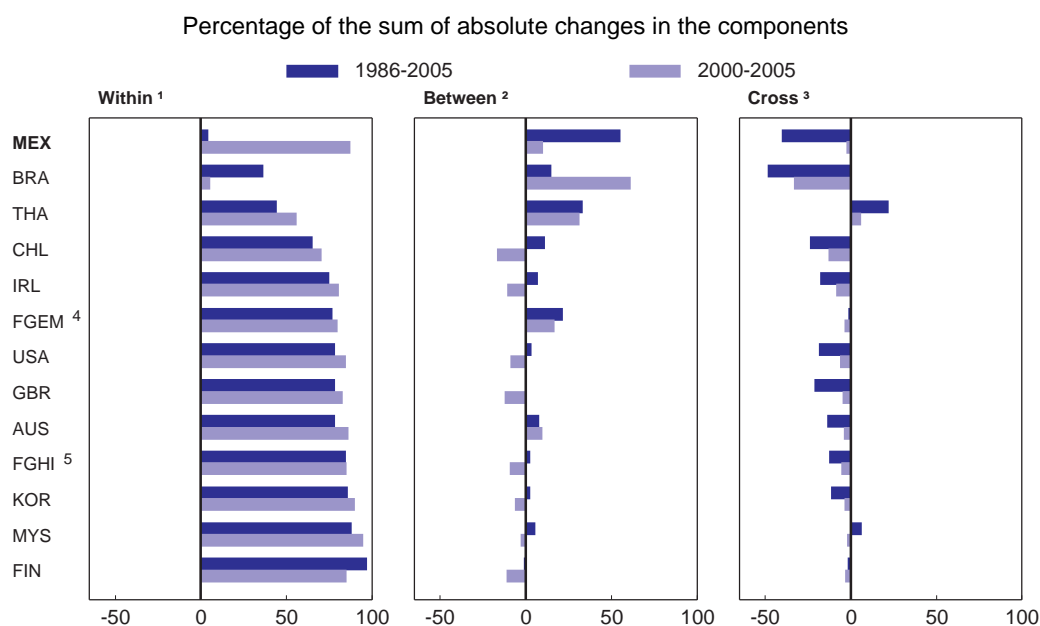 Percentage of the sum of absolute changes in the components
1986-2005 2000-2005
Within ¹ Between ² Cross ³
MEX
BRA
THA
CHL
IRL
FGEM ⁴
USA
GBR
AUS
FGHI ⁵
KOR
MYS
FIN
-50 0 50 100 -50 0 50 100 -50 0 50 100